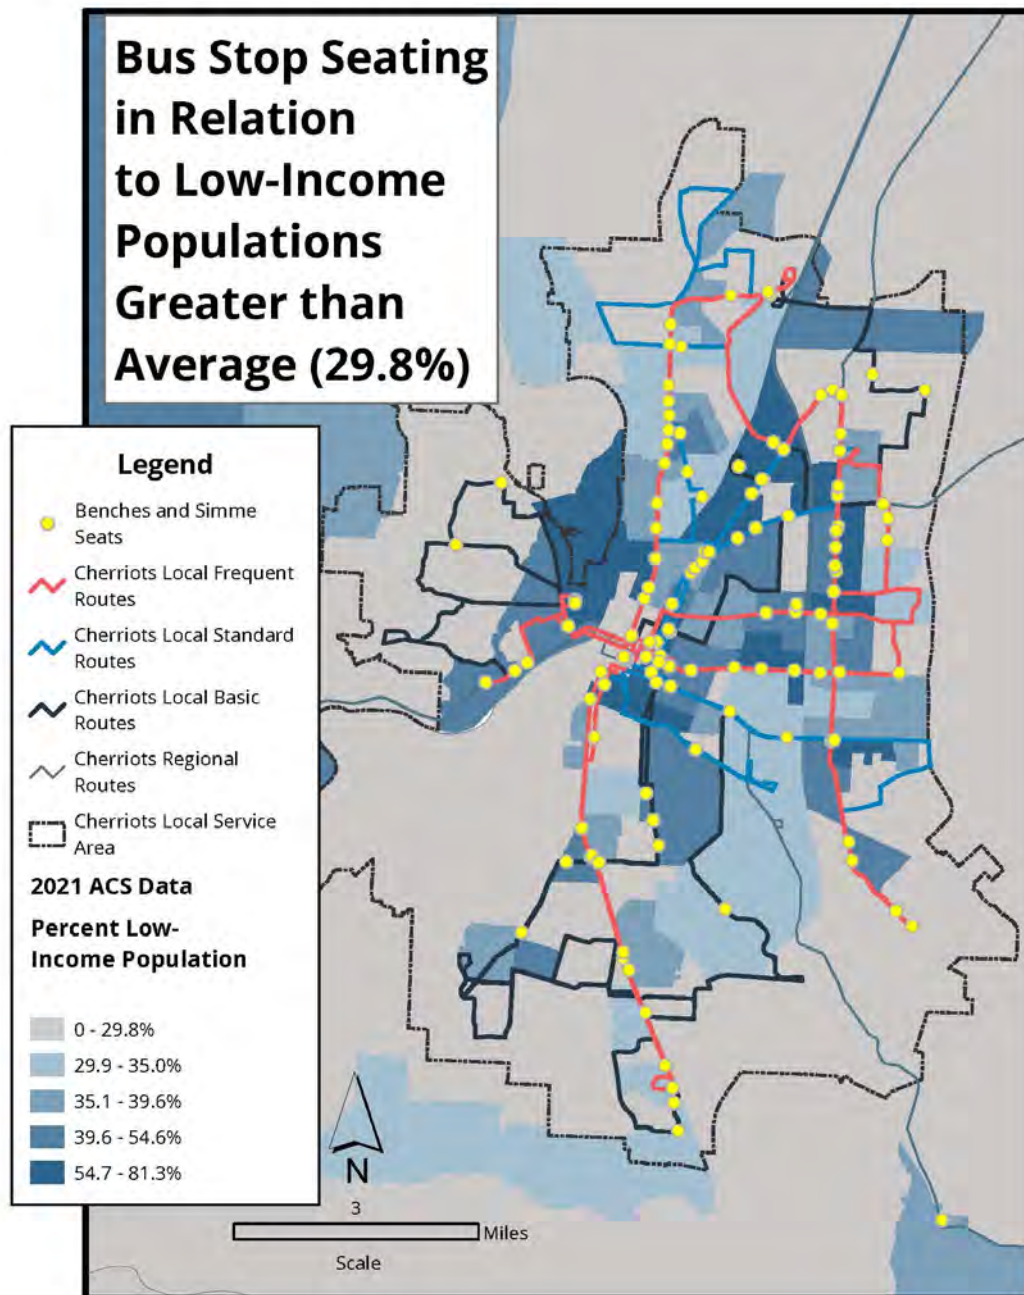 Bus Stop Seating
in Relation
to Low-Income
Populations
Greater than
Average (29.8%)
Legend
Benches and Simme
Seats
Cherriots Local Frequent
Routes
Cherriots Local Standard
Routes
Cherriots Local Basic
Routes
Cherriots Regional
Routes
Cherriots Local Service
Area
2021 ACS Data
Percent Low-
Income Population
0 - 29.8%
29.9 - 35.0%
35.1 - 39.6%
39.6 - 54.6%
54.7 - 81.3%
N
3
Miles
Scale